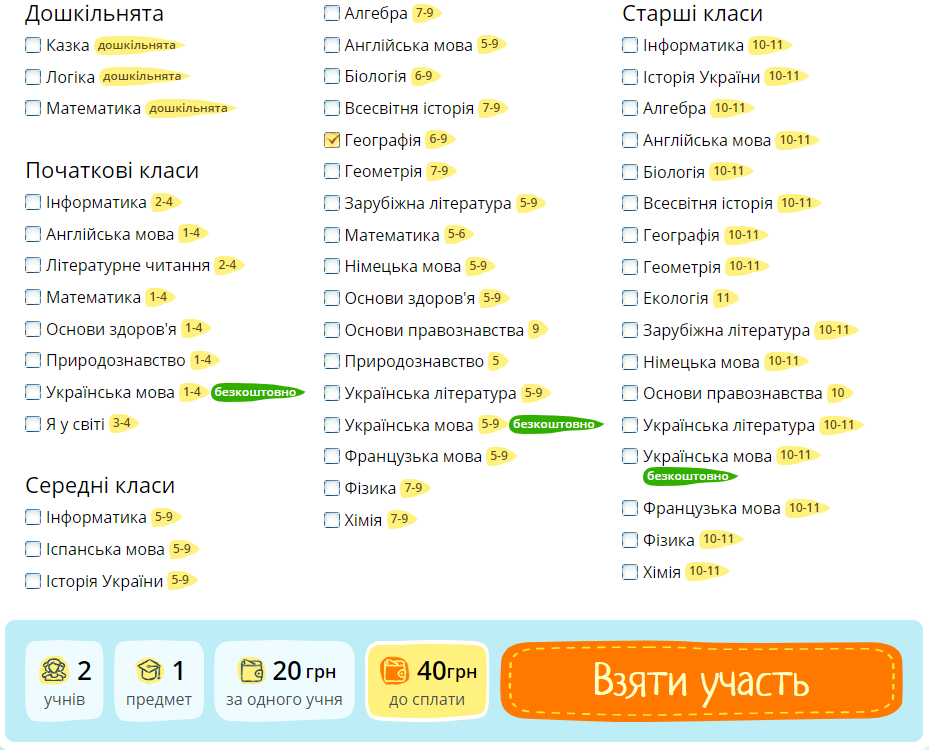 Дошкільнята
Казка дошкільнята
Логіка дошкільнята
Математика дошкільнята
Початкові класи
Інформатика 2-4
Англійська мова 1-4
Літературне читання 2-4
Математика 1-4
Основи здоров'я 1-4
Природознавство 1-4
Українська мова 1-4 безкоштовно
Я у світі 3-4
Середні класи
Інформатика 5-9
Іспанська мова 5-9
Історія України 5-9
Алгебра 7-9
Англійська мова 5-9
Біологія 6-9
Всесвітня історія 7-9
Географія 6-9
Геометрія 7-9
Зарубіжна література 5-9
Математика 5-6
Німецька мова 5-9
Основи здоров'я 5-9
Основи правознавства 9
Природознавство 5
Українська література 5-9
Українська мова 5-9 безкоштовно
Французька мова 5-9
Фізика 7-9
Хімія 7-9
Старші класи
Інформатика 10-11
Історія України 10-11
Алгебра 10-11
Англійська мова 10-11
Біологія 10-11
Всесвітня історія 10-11
Географія 10-11
Геометрія 10-11
Екологія 11
Зарубіжна література 10-11
Німецька мова 10-11
Основи правознавства 10
Українська література 10-11
Українська мова 10-11
безкоштовно
Французька мова 10-11
Фізика 10-11
Хімія 10-11
2
учнів
1
предмет
20 грн
за одного учня
40грн
до сплати
Взяти участь